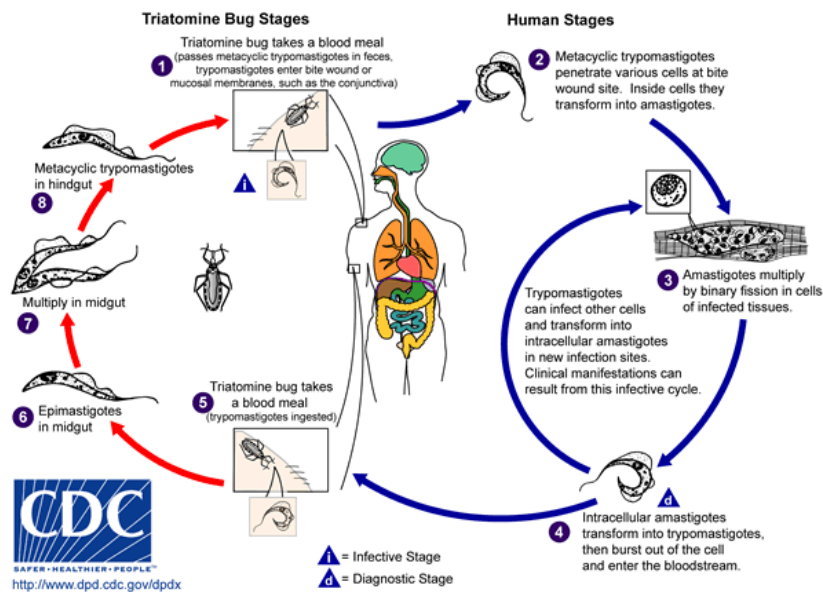 Triatomine Bug Stages
Human Stages
1
Triatomine bug takes a blood meal
(passes metacyclic trypomastigotes in feces,
trypomastigotes enter bite wound or
mucosal membranes, such as the conjunctiva)
2
Metacyclic trypomastigotes
penetrate various cells at bite
wound site. Inside cells they
transform into amastigotes.
i
Metacyclic trypomastigotes
in hindgut
8
3
Amastigotes multiply
by binary fission in cells
of infected tissues.
Trypomastigotes
can infect other cells
and transform into
intracellular amastigotes
in new infection sites.
Clinical manifestations can
result from this infective cycle.
Multiply in midgut
7
5
Triatomine bug takes
a blood meal
(trypomastigotes ingested)
6
Epimastigotes
in midgut
d
4
Intracellular amastigotes
transform into trypomastigotes,
then burst out of the cell
and enter the bloodstream.
CDC
SAFER • HEALTHIER • PEOPLE™
http://www.dpd.cdc.gov/dpdx
i = Infective Stage
d = Diagnostic Stage